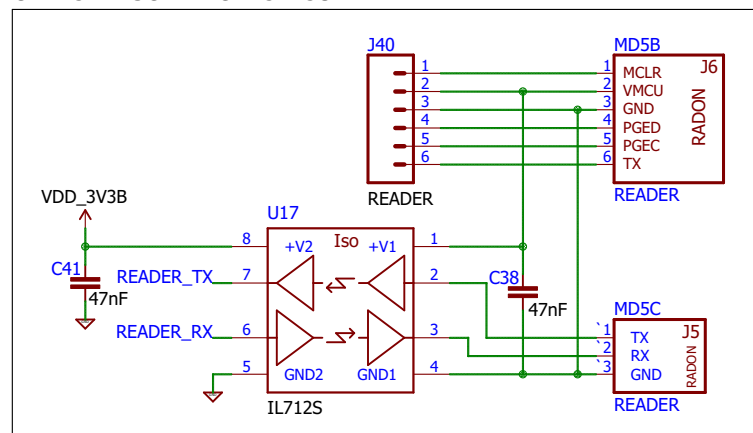 J40
MD5B
1 1 MCLR J6
2 2 VMCU
3 3 GND RADON
4 4 PGED
5 5 PGEC
6 6 TX
READER
READER
VDD_3V3B
U17
Iso
8 +V2 +V1 1
C41
47nF
READER_TX 7 2
C38
47nF
MD5C
READER_RX 6 3
1 TX J5
2 RX RADON
3 GND
5 GND2 GND1 4
READER
IL712S